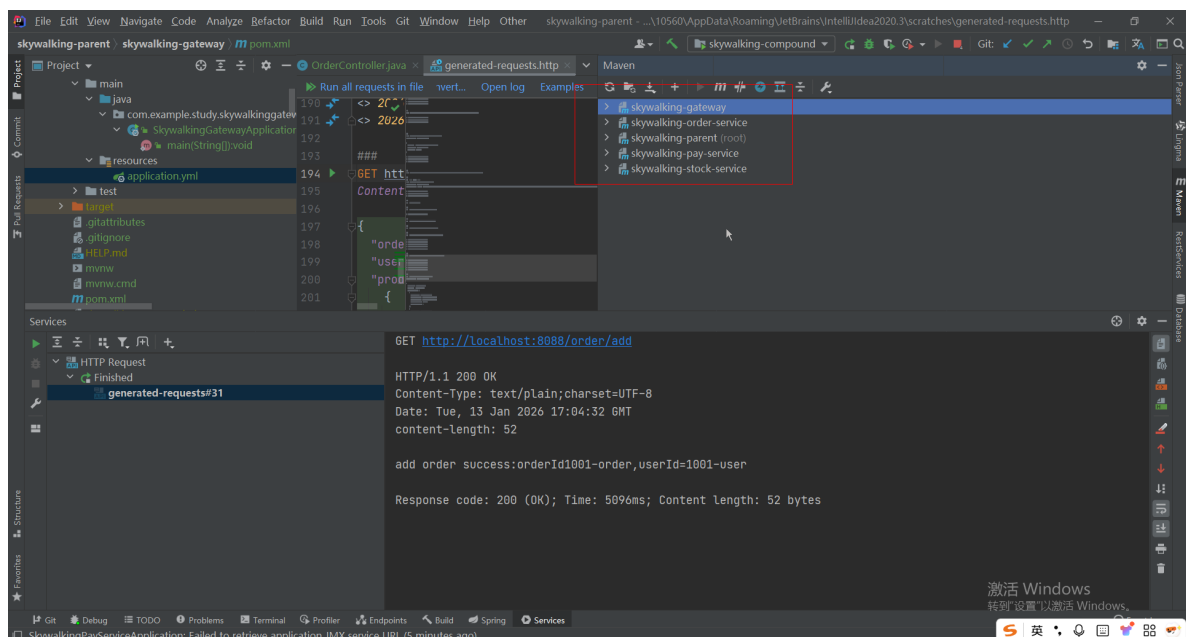 File Edit View Navigate Code Analyze Refactor Build Run Tools Git Window Help Other skywalking-parent - ...\10560\AppData\Roaming\JetBrains\IntelliJIdea2020.3\scratches\generated-requests.http
skywalking-parent skywalking-gateway pom.xml skywalking-compound Git:
Project OrderController.java generated-requests.http Maven
main
java
com.example.study.skywalkinggatew
SkywalkingGatewayApplication
main(String[]):void
resources
application.yml
test
target
.gitattributes
.gitignore
HELP.md
mvnw
mvnw.cmd
pom.xml
Run all requests in file nvert... Open log Examples
190 <> 20
191 <> 2026
192
193 ###
194 GET htt
195 Content
196
197 {
198 "orde
199 "user
200 "prod
201 {
skywalking-gateway
skywalking-order-service
skywalking-parent (root)
skywalking-pay-service
skywalking-stock-service
Project
Commit
Pull Requests
Structure
Favorites
Json Parser
Lingma
Maven
RestServices
Database
Services
HTTP Request
Finished
generated-requests#31
GET http://localhost:8088/order/add
HTTP/1.1 200 OK
Content-Type: text/plain;charset=UTF-8
Date: Tue, 13 Jan 2026 17:04:32 GMT
content-length: 52
add order success:orderId1001-order,userId=1001-user
Response code: 200 (OK); Time: 5096ms; Content length: 52 bytes
激活 Windows
转到"设置"以激活 Windows。
Git Debug TODO Problems Terminal Profiler Endpoints Build Spring Services
SkywalkingPayServiceApplication: Failed to retrieve application JMX service URL (5 minutes ago)
英